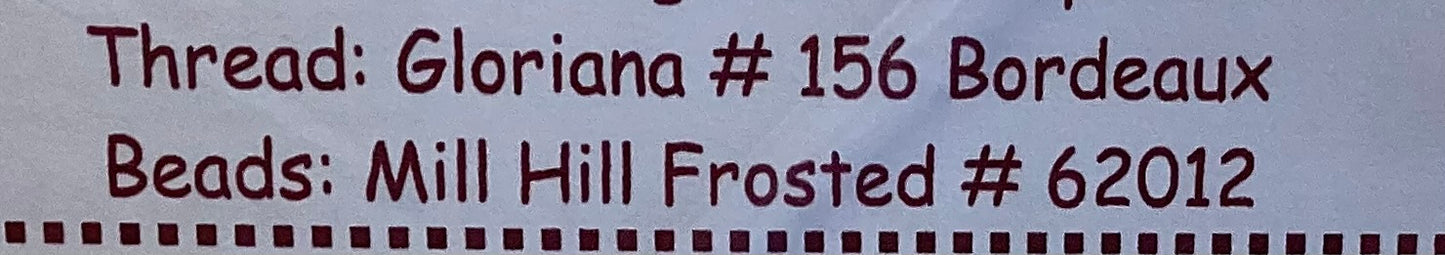 Thread: Gloriana # 156 Bordeaux
Beads: Mill Hill Frosted # 62012